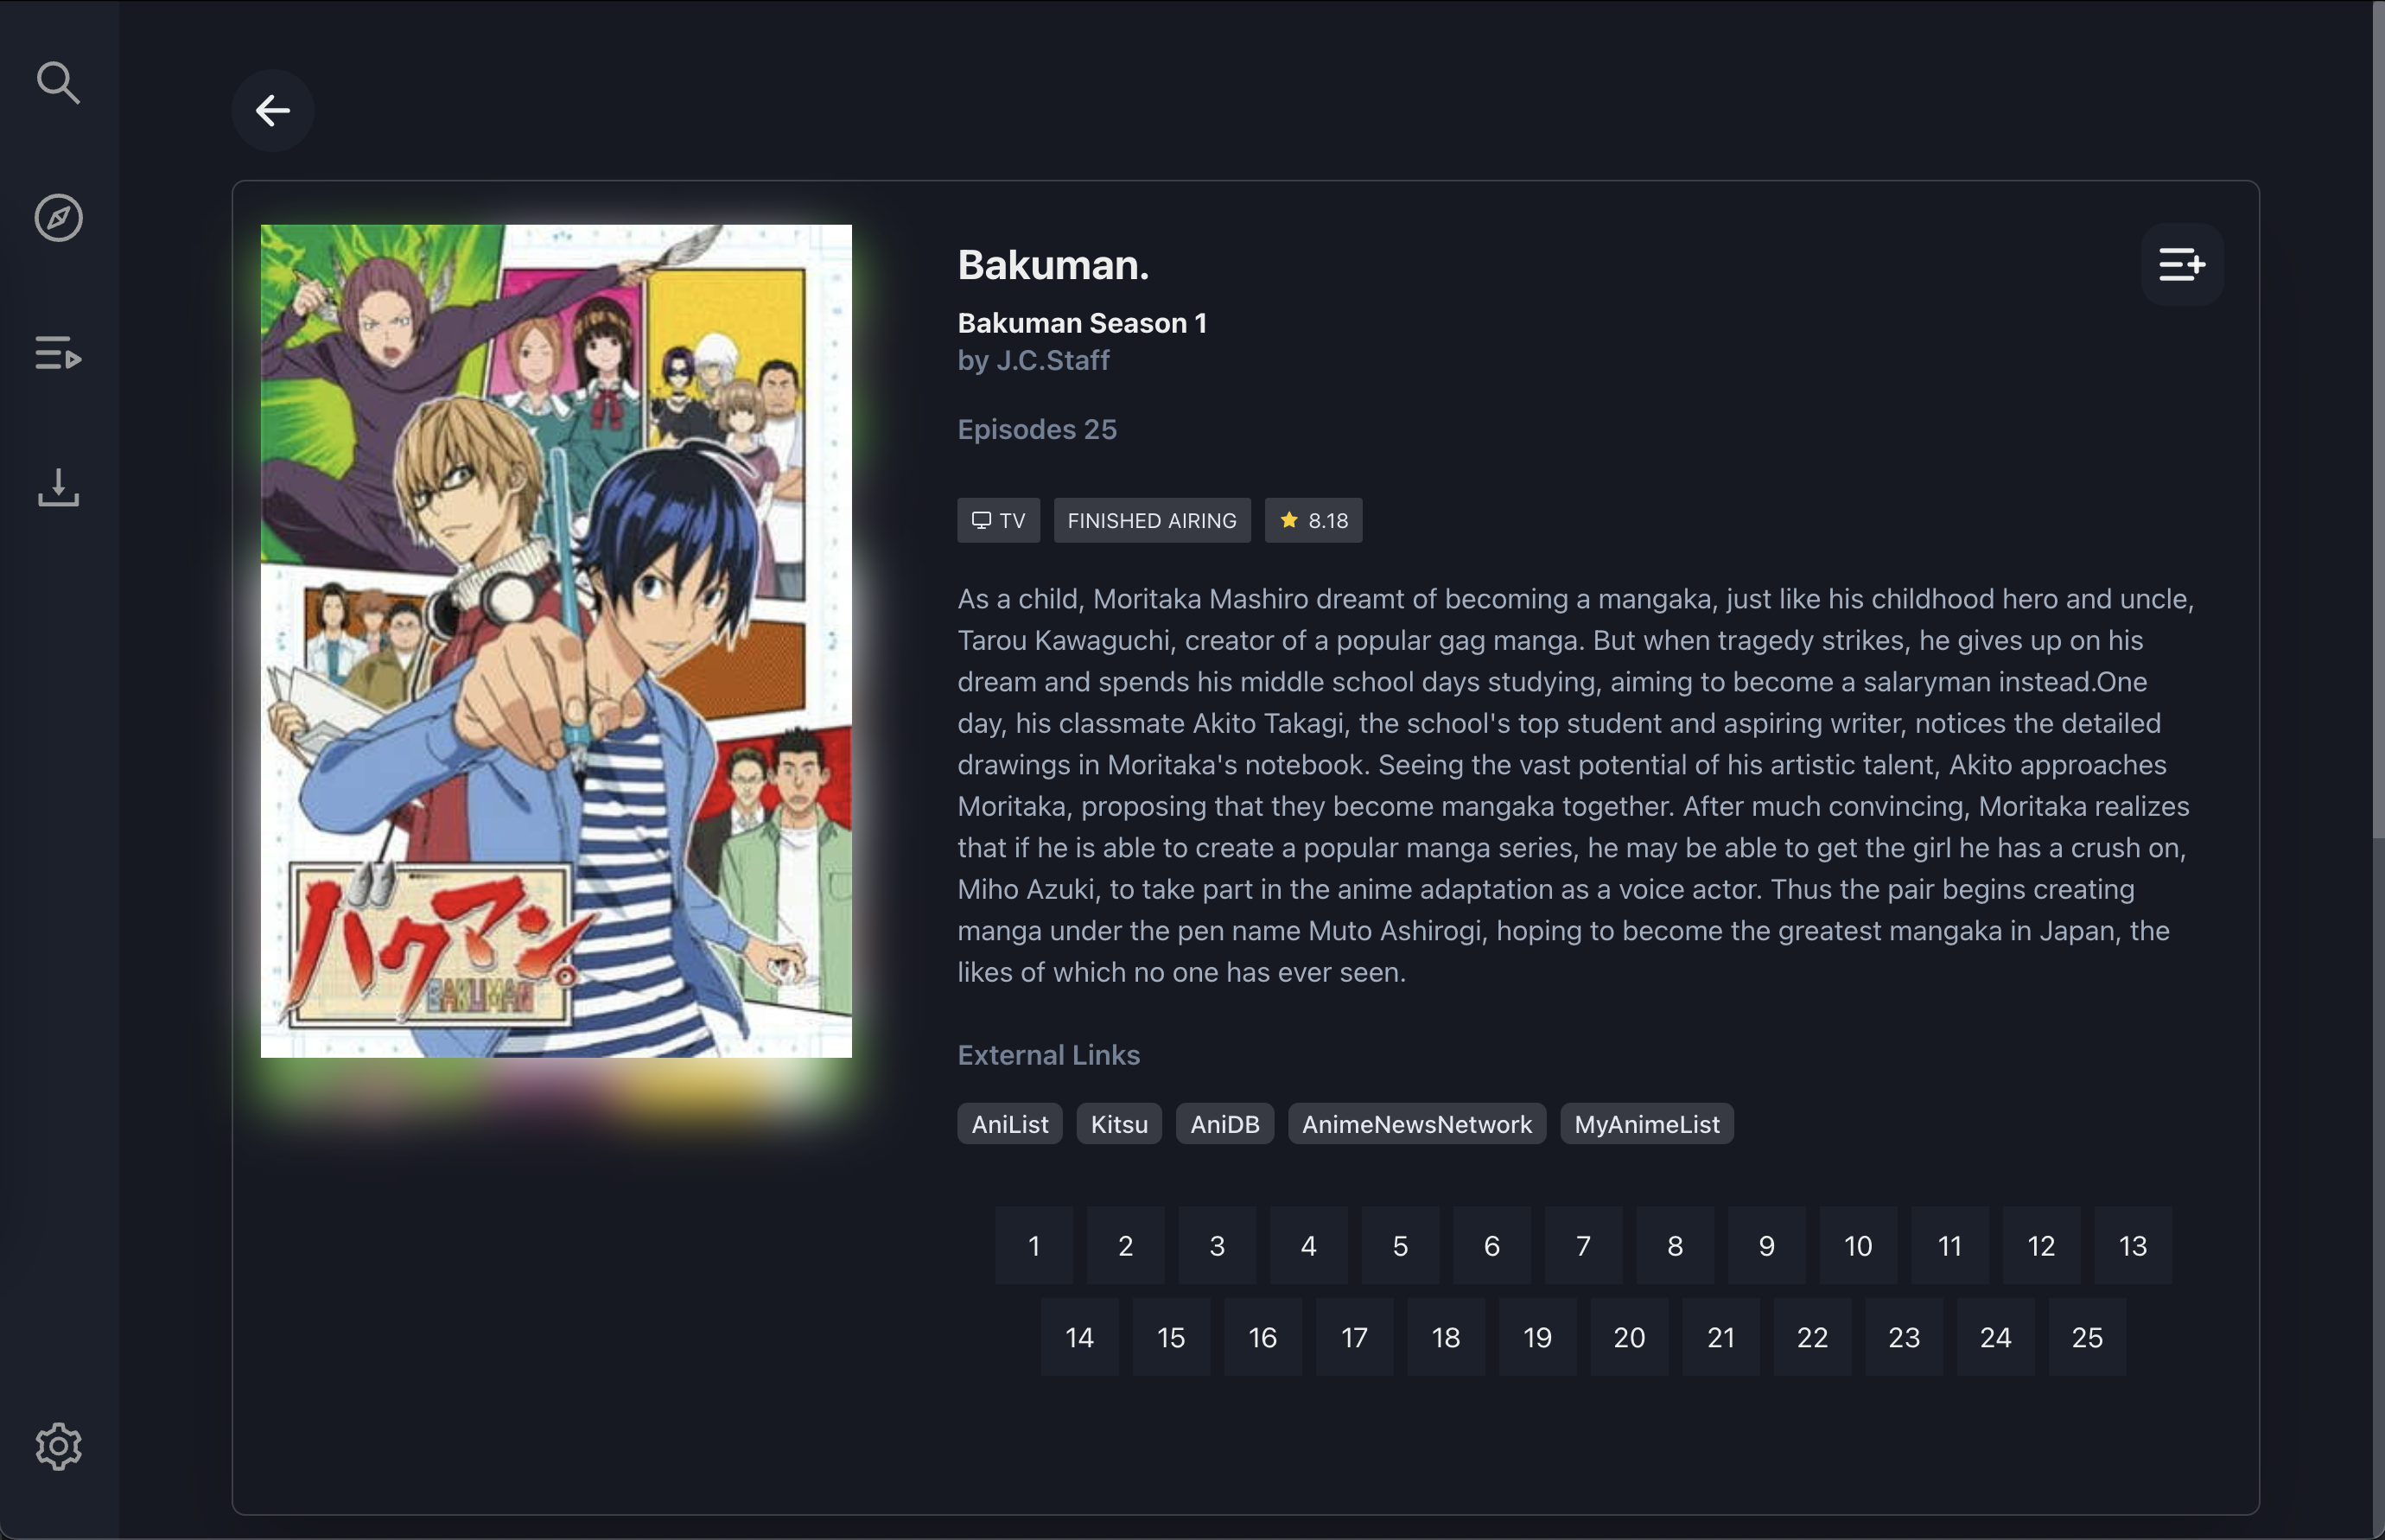 Bakuman.
Bakuman Season 1
by J.C.Staff
Episodes 25
TV
FINISHED AIRING
8.18
As a child, Moritaka Mashiro dreamt of becoming a mangaka, just like his childhood hero and uncle,
Tarou Kawaguchi, creator of a popular gag manga. But when tragedy strikes, he gives up on his
dream and spends his middle school days studying, aiming to become a salaryman instead.One
day, his classmate Akito Takagi, the school's top student and aspiring writer, notices the detailed
drawings in Moritaka's notebook. Seeing the vast potential of his artistic talent, Akito approaches
Moritaka, proposing that they become mangaka together. After much convincing, Moritaka realizes
that if he is able to create a popular manga series, he may be able to get the girl he has a crush on,
Miho Azuki, to take part in the anime adaptation as a voice actor. Thus the pair begins creating
manga under the pen name Muto Ashirogi, hoping to become the greatest mangaka in Japan, the
likes of which no one has ever seen.
External Links
AniList Kitsu AniDB AnimeNewsNetwork MyAnimeList
1 2 3 4 5 6 7 8 9 10 11 12 13
14 15 16 17 18 19 20 21 22 23 24 25
バクマン。
BAKUMAN